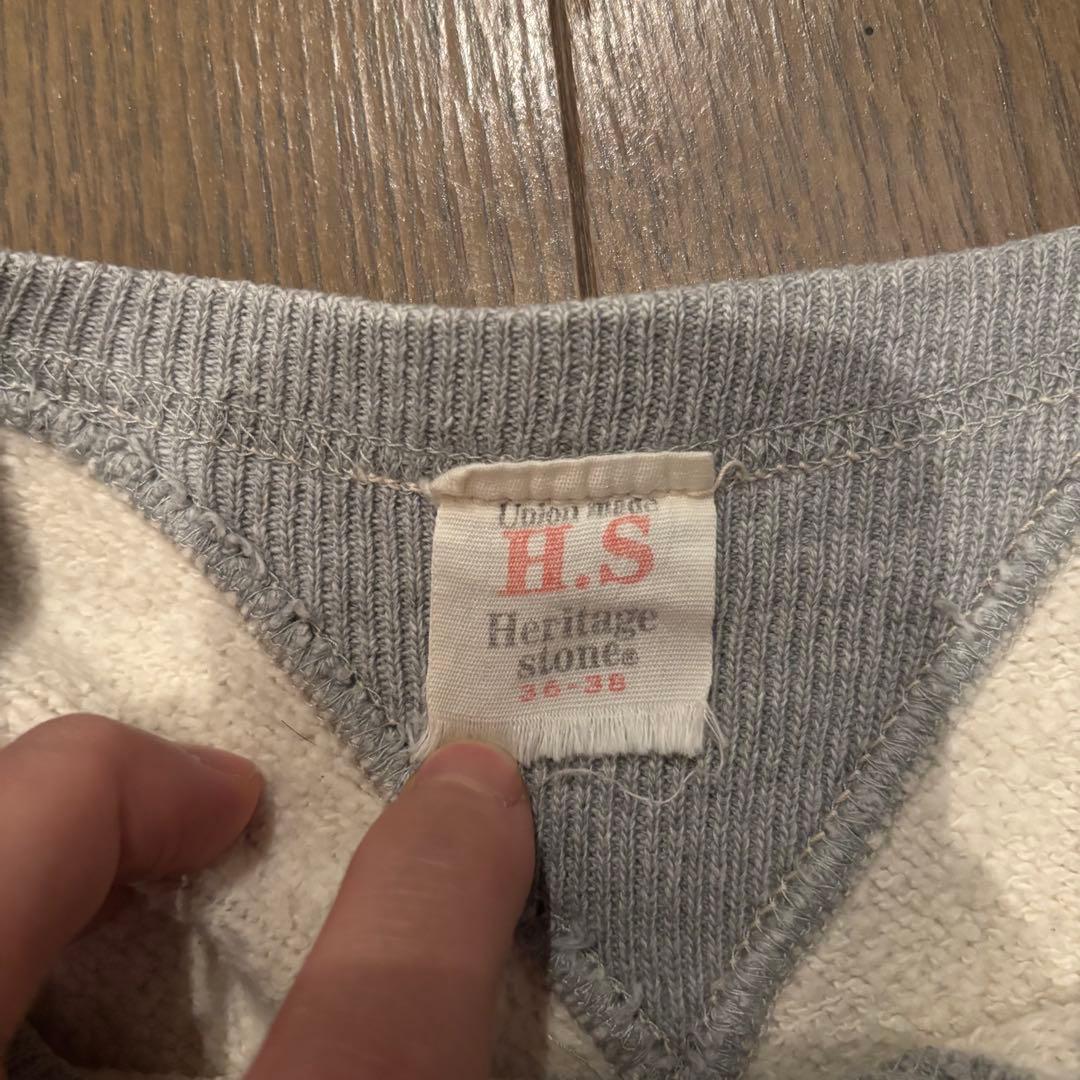 Union made
H.S
Heritage
stone®
36-38